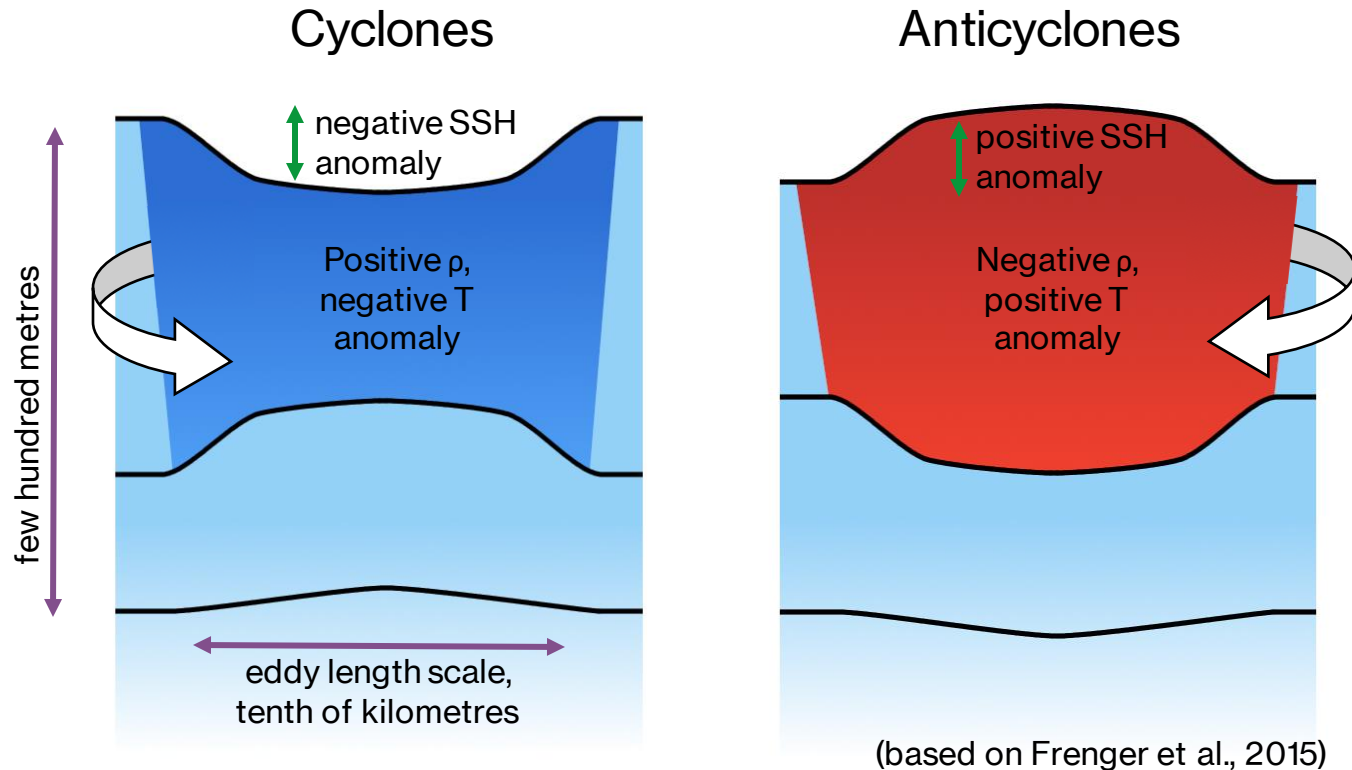 Cyclones
Anticyclones
negative SSH
anomaly
positive SSH
anomaly
Positive ρ,
negative T
anomaly
Negative ρ,
positive T
anomaly
few hundred metres
eddy length scale,
tenth of kilometres
(based on Frenger et al., 2015)